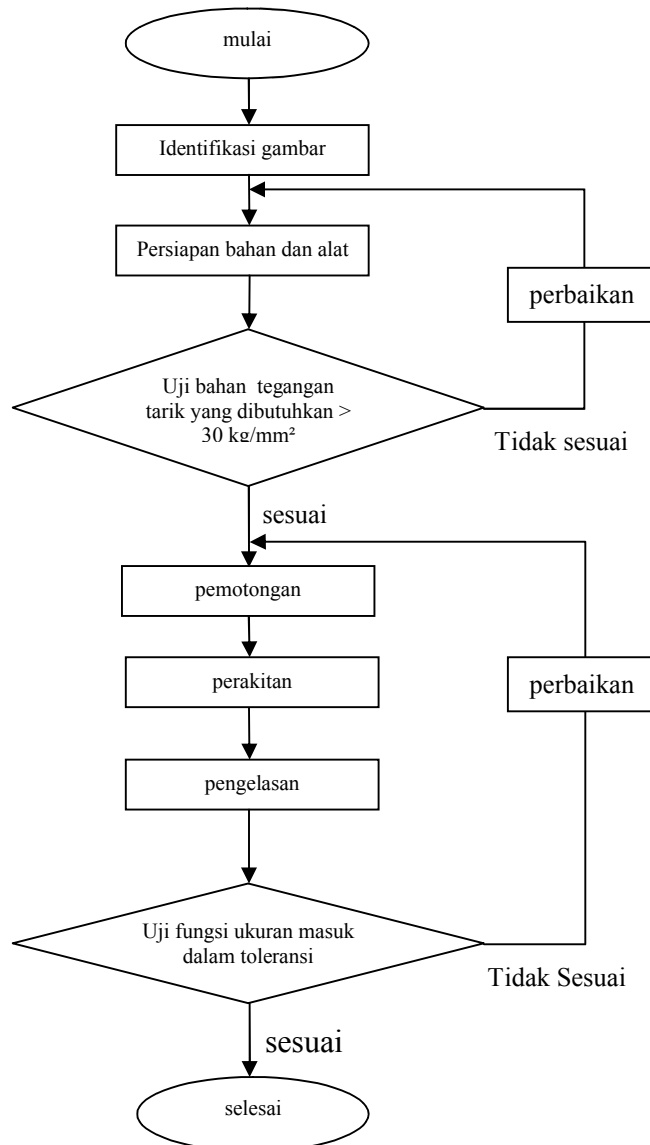 mulai
Identifikasi gambar
Persiapan bahan dan alat
perbaikan
Uji bahan tegangan
tarik yang dibutuhkan >
30 kg/mm²
Tidak sesuai
sesuai
pemotongan
perakitan
perbaikan
pengelasan
Uji fungsi ukuran masuk
dalam toleransi
Tidak Sesuai
sesuai
selesai